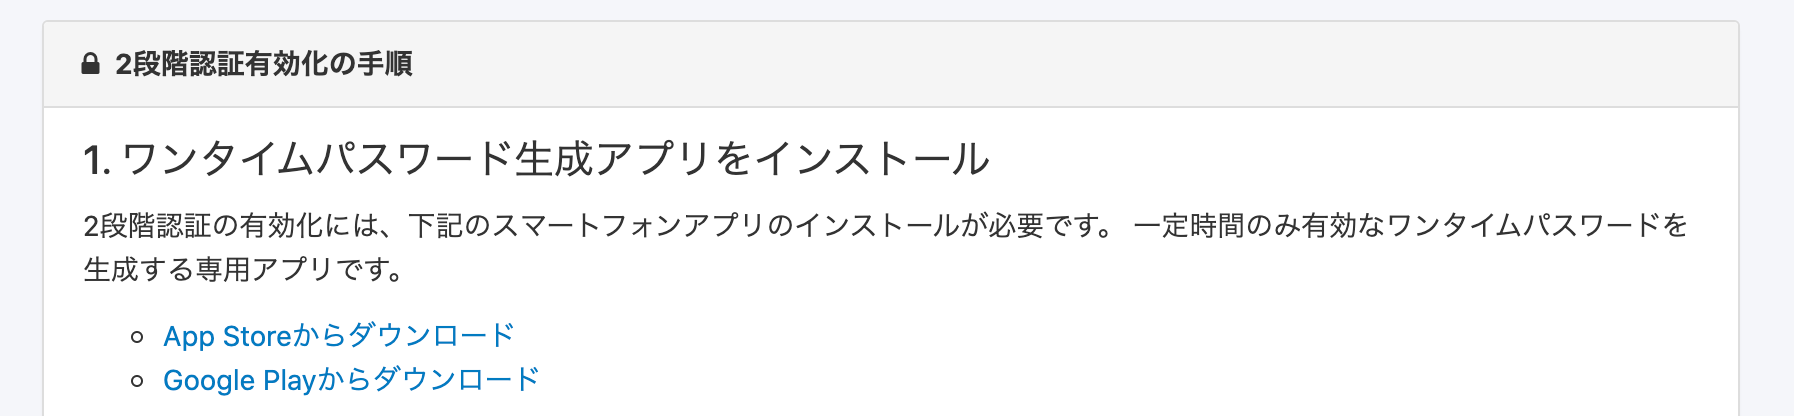 2段階認証有効化の手順
1. ワンタイムパスワード生成アプリをインストール
2段階認証の有効化には、下記のスマートフォンアプリのインストールが必要です。 一定時間のみ有効なワンタイムパスワードを
生成する専用アプリです。
App Storeからダウンロード
Google Playからダウンロード